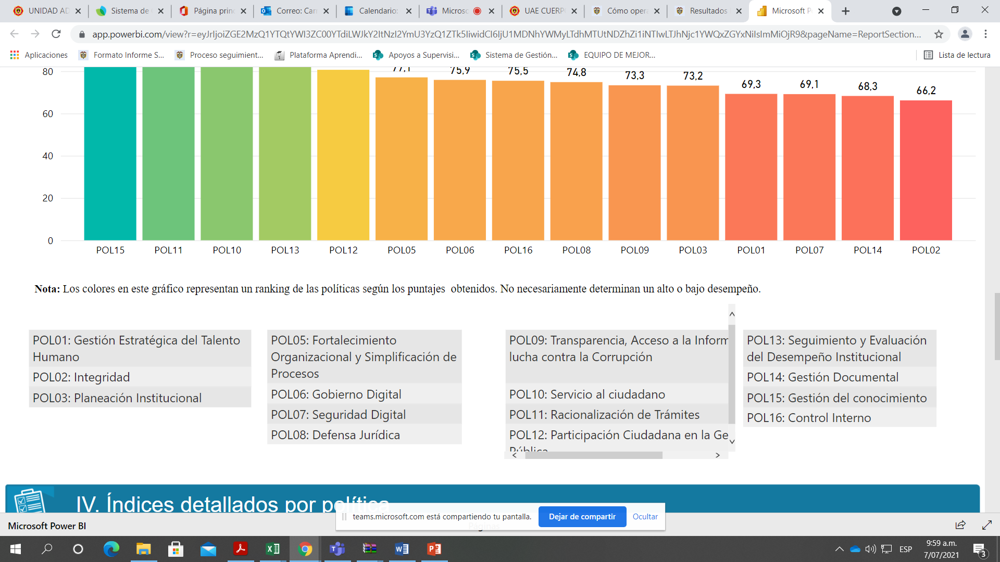 UNIDAD AD
Sistema de
Página prin
Correo: Car
Calendario:
Microso
UAE CUERP
Cómo opera
Resultados
Microsoft P
app.powerbi.com/view?r=eyJrIjoiZGE2MzQ1YTQtYWI3ZC00YTdiLWJkY2ItNzI2YmU3YzQ1ZTk5IiwidCI6IjU1MDNhYWMyLTdhMTUtNDZhZi1iNTIwLTJhNjc1YWQxZGYxNiIsImMiOjR9&pageName=ReportSection...
Aplicaciones
Formato Informe S...
Proceso seguimient...
Plataforma Aprendi...
Apoyos a Supervisi...
Sistema de Gestión...
EQUIPO DE MEJOR...
Lista de lectura
77,1
75,9
75,5
74,8
73,3
73,2
69,3
69,1
68,3
66,2
80
60
40
20
0
POL15
POL11
POL10
POL13
POL12
POL05
POL06
POL16
POL08
POL09
POL03
POL01
POL07
POL14
POL02
Nota: Los colores en este gráfico representan un ranking de las políticas según los puntajes obtenidos. No necesariamente determinan un alto o bajo desempeño.
POL01: Gestión Estratégica del Talento
Humano
POL02: Integridad
POL03: Planeación Institucional
POL05: Fortalecimiento
Organizacional y Simplificación de
Procesos
POL06: Gobierno Digital
POL07: Seguridad Digital
POL08: Defensa Jurídica
POL09: Transparencia, Acceso a la Inform
lucha contra la Corrupción
POL10: Servicio al ciudadano
POL11: Racionalización de Trámites
POL12: Participación Ciudadana en la Ge
Pública
POL13: Seguimiento y Evaluación
del Desempeño Institucional
POL14: Gestión Documental
POL15: Gestión del conocimiento
POL16: Control Interno
IV. Índices detallados por política
teams.microsoft.com está compartiendo tu pantalla.
Dejar de compartir
Ocultar
Microsoft Power BI
Páginas
ESP
9:59 a.m.
7/07/2021
3